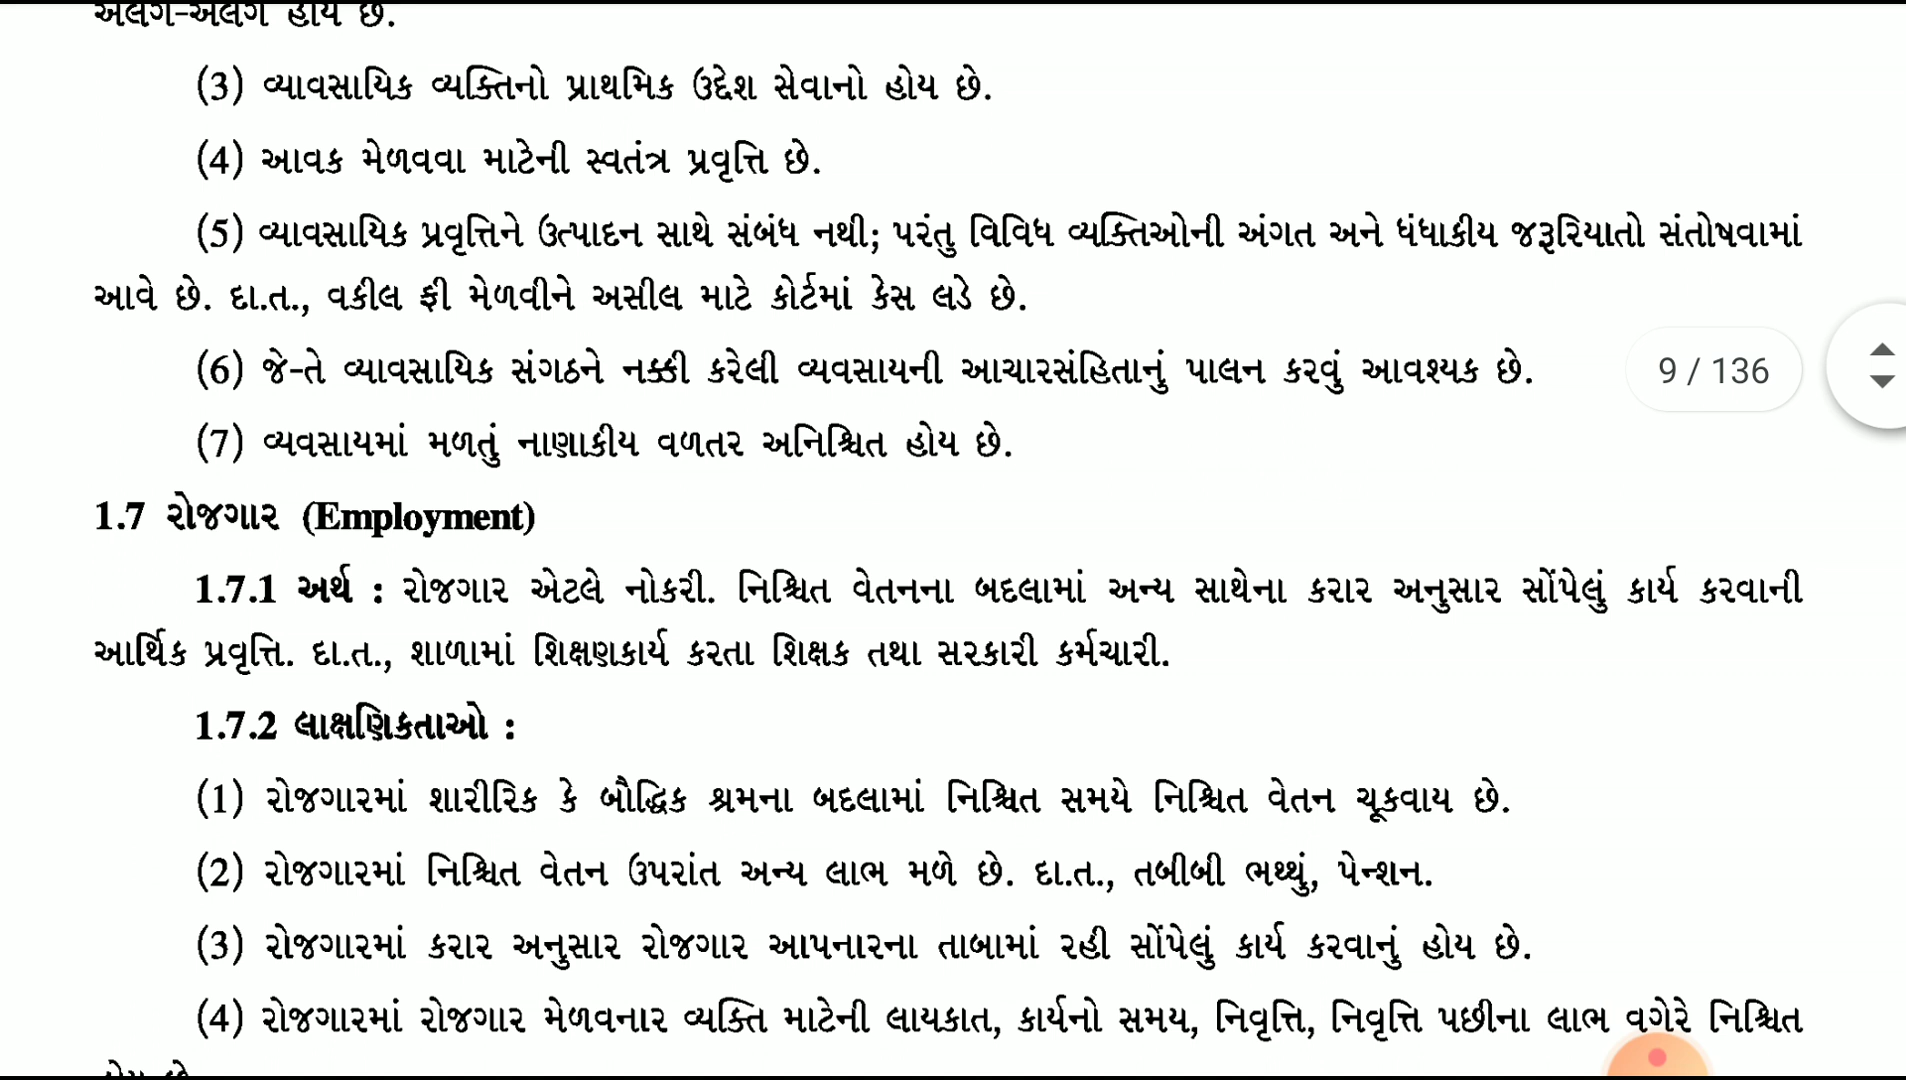 અલગ-અલગ હોય છે.
(3) વ્યાવસાયિક વ્યક્તિનો પ્રાથમિક ઉદ્દેશ સેવાનો હોય છે.
(4) આવક મેળવવા માટેની સ્વતંત્ર પ્રવૃત્તિ છે.
(5) વ્યાવસાયિક પ્રવૃત્તિને ઉત્પાદન સાથે સંબંધ નથી; પરંતુ વિવિધ વ્યક્તિઓની અંગત અને ધંધાકીય જરૂરિયાતો સંતોષવામાં
આવે છે. દા.ત., વકીલ ફી મેળવીને અસીલ માટે કોર્ટમાં કેસ લડે છે.
(6) જે-તે વ્યાવસાયિક સંગઠને નક્કી કરેલી વ્યવસાયની આચારસંહિતાનું પાલન કરવું આવશ્યક છે.
9 / 136
(7) વ્યવસાયમાં મળતું નાણાકીય વળતર અનિશ્ચિત હોય છે.
1.7 રોજગાર (Employment)
1.7.1 અર્થ : રોજગાર એટલે નોકરી. નિશ્ચિત વેતનના બદલામાં અન્ય સાથેના કરાર અનુસાર સોંપેલું કાર્ય કરવાની
આર્થિક પ્રવૃત્તિ. દા.ત., શાળામાં શિક્ષણકાર્ય કરતા શિક્ષક તથા સરકારી કર્મચારી.
1.7.2 લાક્ષણિકતાઓ :
(1) રોજગારમાં શારીરિક કે બૌદ્ધિક શ્રમના બદલામાં નિશ્ચિત સમયે નિશ્ચિત વેતન ચૂકવાય છે.
(2) રોજગારમાં નિશ્ચિત વેતન ઉપરાંત અન્ય લાભ મળે છે. દા.ત., તબીબી ભથ્થું, પેન્શન.
(3) રોજગારમાં કરાર અનુસાર રોજગાર આપનારના તાબામાં રહી સોંપેલું કાર્ય કરવાનું હોય છે.
(4) રોજગારમાં રોજગાર મેળવનાર વ્યક્તિ માટેની લાયકાત, કાર્યનો સમય, નિવૃત્તિ, નિવૃત્તિ પછીના લાભ વગેરે નિશ્ચિત